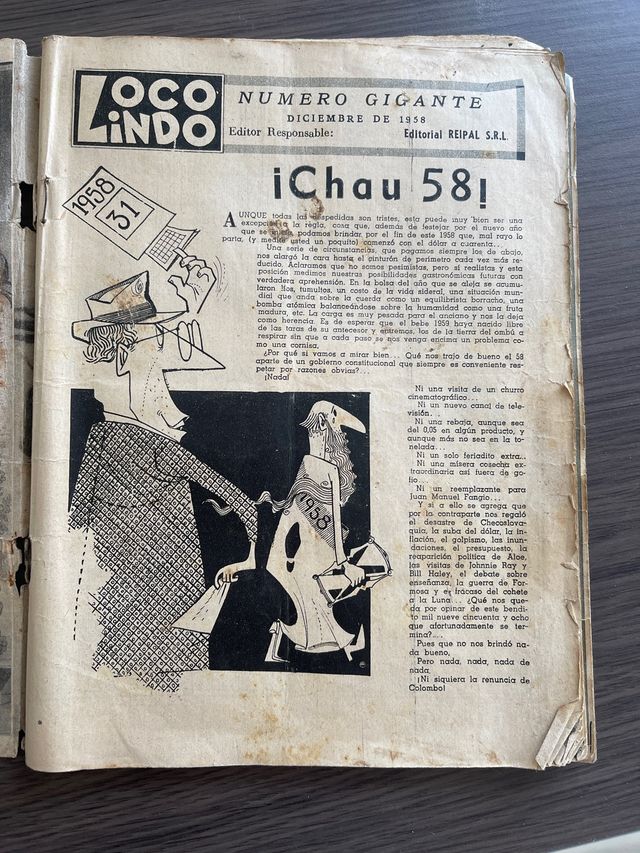 LOCO LINDO
NUMERO GIGANTE
DICIEMBRE DE 1958
Editor Responsable: Editorial REIPAL S.R.L.
¡Chau 58!
AUNQUE todas las despedidas son tristes, esta puede muy bien ser una
excepción a la regla, cosa que, además de festejar por el nuevo año
que se podamos brindar por el fin de este 1958 que, mal rayo lo
parta, (y medite usted un poquito) comenzó con el dólar a cuarenta...
Una serie de circunstancias, que pagamos siempre los de abajo,
nos alargó la cara hasta el cinturón de perímetro cada vez más re-
ducido. Aclaramos que no somos pesimistas, pero sí realistas y esta
posición medimos nuestras posibilidades gastronómicas futuras con
verdadera aprehensión. En la bolsa del año que se aleja se acumu-
laron líos, tumultos, un costo de la vida sideral, una situación mun-
dial que anda sobre la cuerda como un equilibrista borracho, una
bomba atómica balanceándose sobre la humanidad como una fruta
madura, etc. La carga es muy pesada para el anciano y nos la deja
como herencia. Es de esperar que el bebe 1959 haya nacido libre
de las taras de su antecesor y entremos, los de la tierra del ombú a
respirar sin que a cada paso se nos venga encima un problema co-
mo una cornisa.
¿Por qué si vamos a mirar bien... Qué nos trajo de bueno el 58
aparte de un gobierno constitucional que siempre es conveniente res-
petar por razones obvias?...
¡Nada!
Ni una visita de un churro
cinematográfico...
Ni un nuevo canal de tele-
visión...
Ni una rebaja, aunque sea
del 0,05 en algún producto, y
aunque más no sea en la to-
nelada...
Ni un solo feriadito extra...
Ni una mísera cosecha ex-
traordinaria así fuera de go-
fio...
Ni un reemplazante para
Juan Manuel Fangio...
Y si a ello se agrega que
por la contraparte nos regaló
el desastre de Checoslova-
quia, la suba del dólar, la in-
flación, el golpismo, las inun-
daciones, el presupuesto, la
reaparición política de Aloe,
las visitas de Johnnie Ray y
Bill Haley, el debate sobre
enseñanza, la guerra de For-
mosa y el fracaso del cohete
a la Luna... ¿Qué nos que-
da por opinar de este bendi-
to mil nueve cincuenta y ocho
que afortunadamente se ter-
mina?...
Pues que no nos brindó na-
da bueno,
Pero nada, nada, nada de
nada.
¡Ni siquiera la renuncia de
Colombo!
1958
31
1958